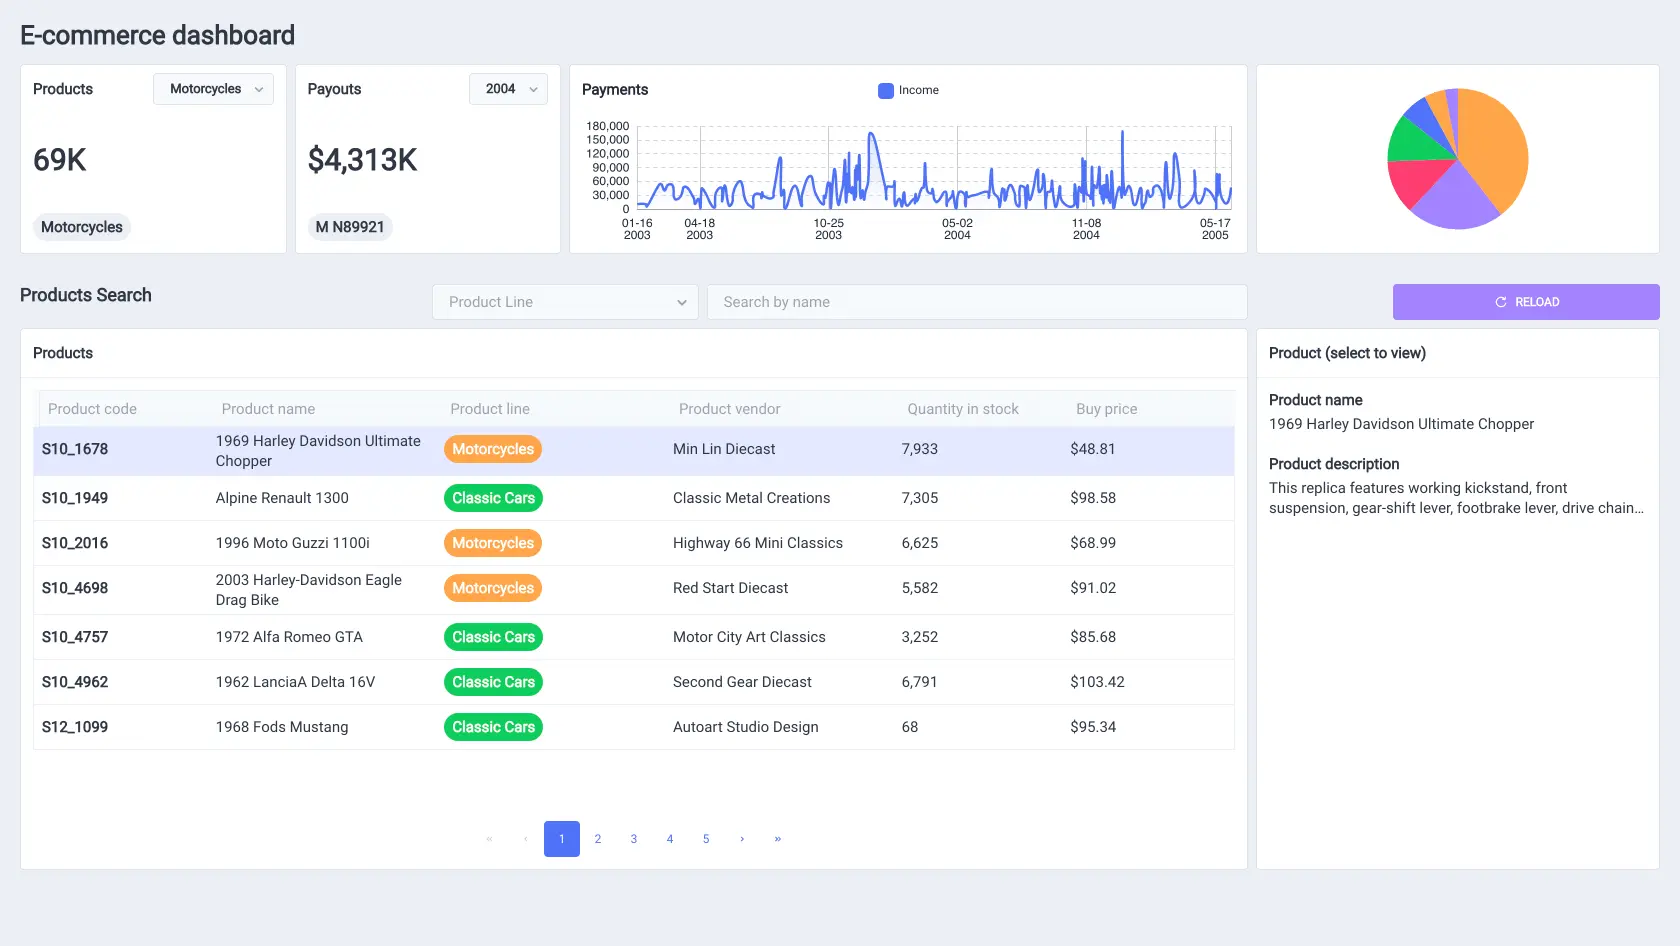 E-commerce dashboard
Products
Motorcycles
69K
Motorcycles
Payouts
2004
$4,313K
M N89921
Payments
Income
180,000
150,000
120,000
90,000
60,000
30,000
0
01-16 2003
04-18 2003
10-25 2003
05-02 2004
11-08 2004
05-17 2005
Products Search
Product Line
Search by name
RELOAD
Products
Product code Product name Product line Product vendor Quantity in stock Buy price
S10_1678 1969 Harley Davidson Ultimate Chopper Motorcycles Min Lin Diecast 7,933 $48.81
S10_1949 Alpine Renault 1300 Classic Cars Classic Metal Creations 7,305 $98.58
S10_2016 1996 Moto Guzzi 1100i Motorcycles Highway 66 Mini Classics 6,625 $68.99
S10_4698 2003 Harley-Davidson Eagle Drag Bike Motorcycles Red Start Diecast 5,582 $91.02
S10_4757 1972 Alfa Romeo GTA Classic Cars Motor City Art Classics 3,252 $85.68
S10_4962 1962 LanciaA Delta 16V Classic Cars Second Gear Diecast 6,791 $103.42
S12_1099 1968 Fods Mustang Classic Cars Autoart Studio Design 68 $95.34
« ‹ 1 2 3 4 5 › »
Product (select to view)
Product name
1969 Harley Davidson Ultimate Chopper
Product description
This replica features working kickstand, front
suspension, gear-shift lever, footbrake lever, drive chain…